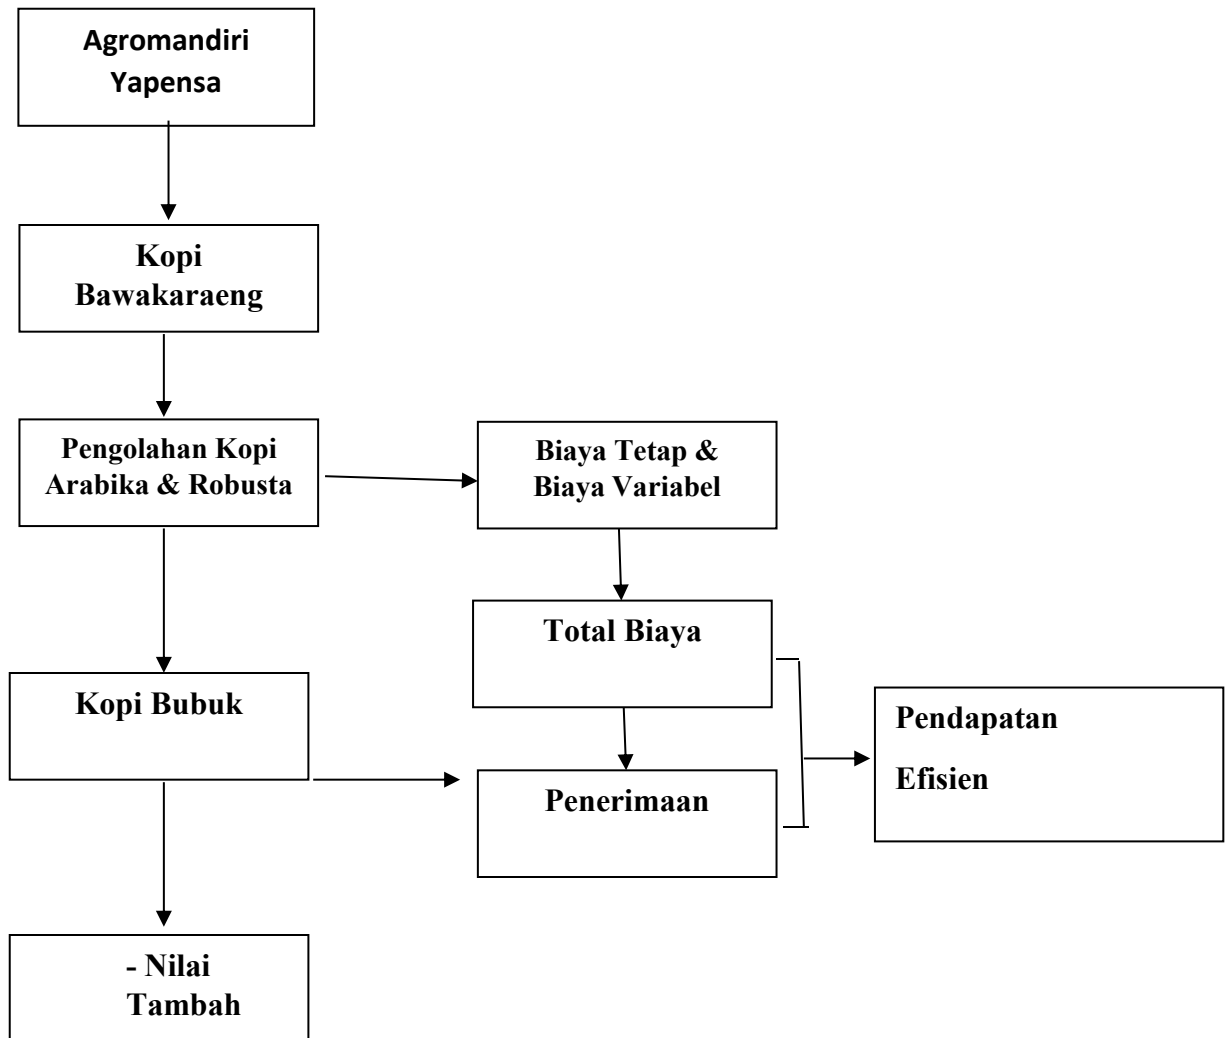 Agromandiri
Yapensa
Kopi
Bawakaraeng
Pengolahan Kopi
Arabika & Robusta
Biaya Tetap &
Biaya Variabel
Total Biaya
Kopi Bubuk
Penerimaan
Pendapatan
Efisien
- Nilai
Tambah